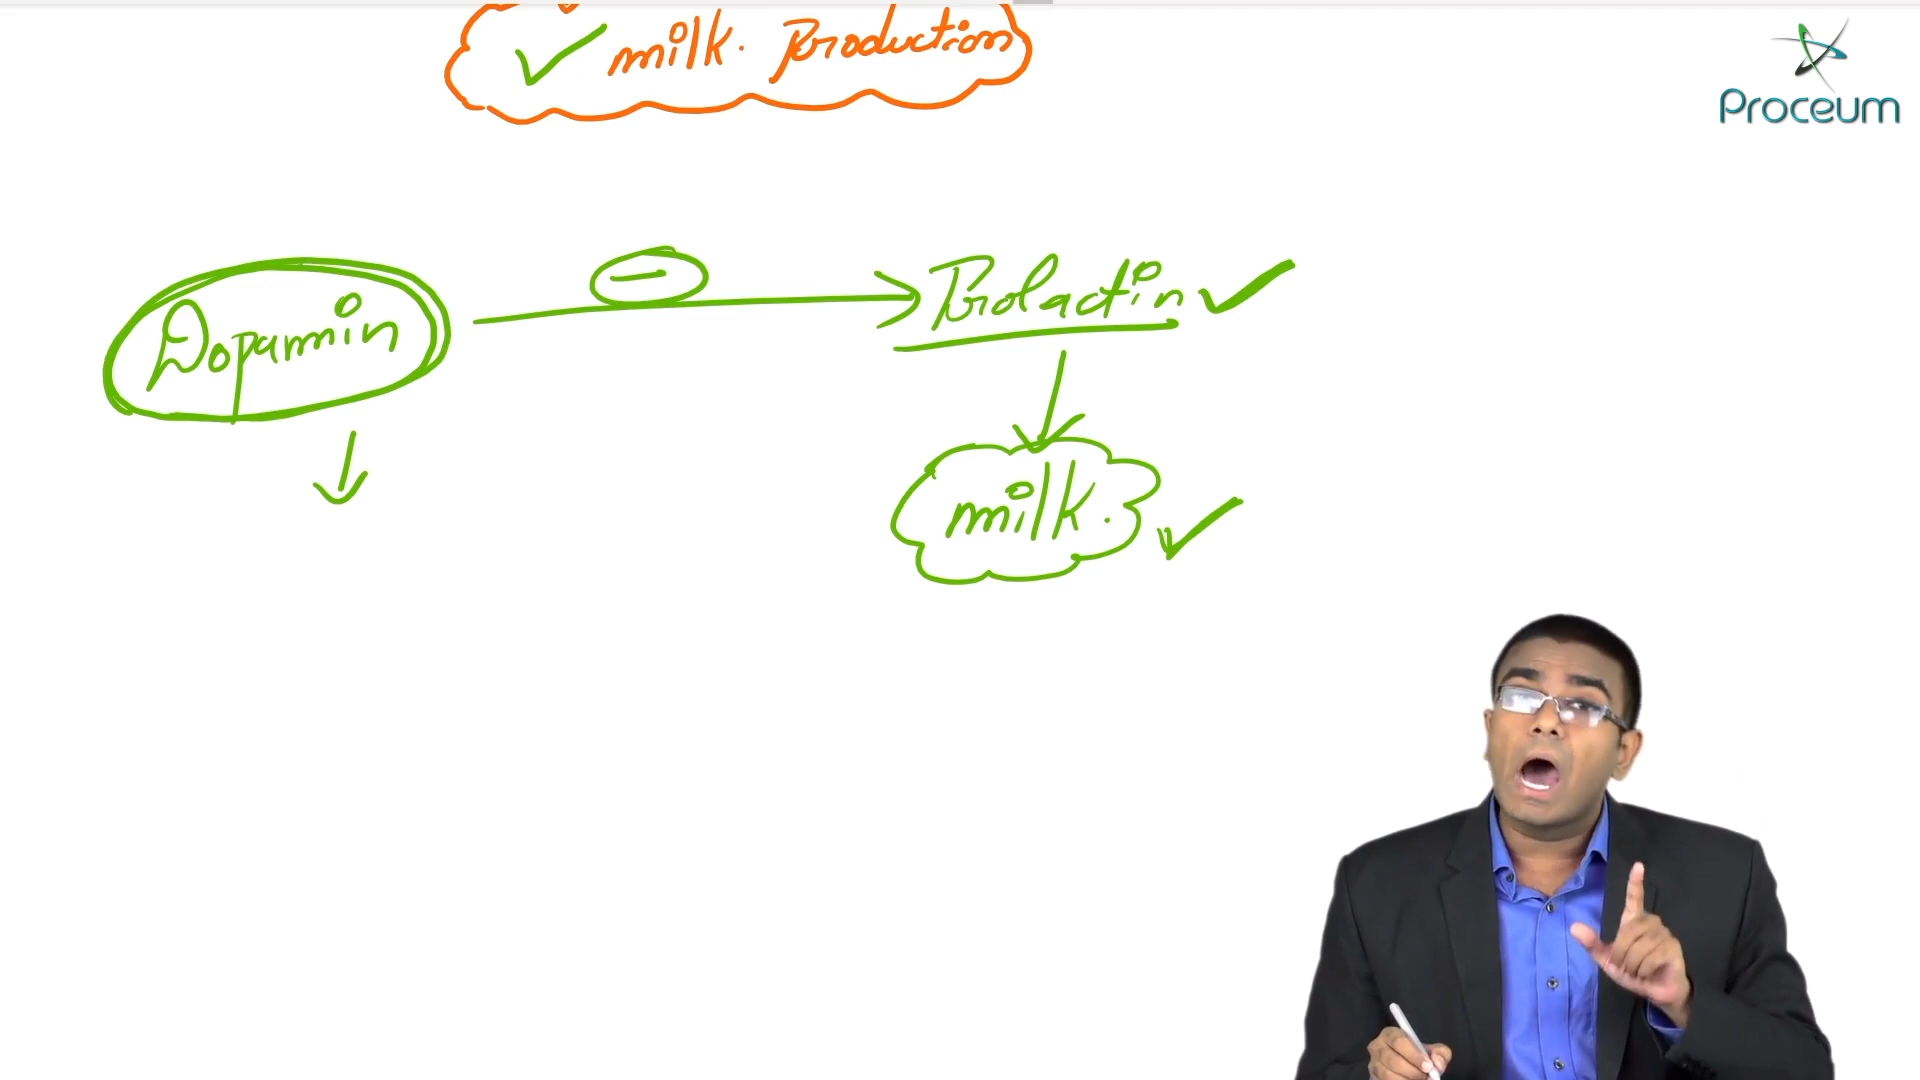 milk. Production
Proceum
Dopamin
Prolactin
milk.